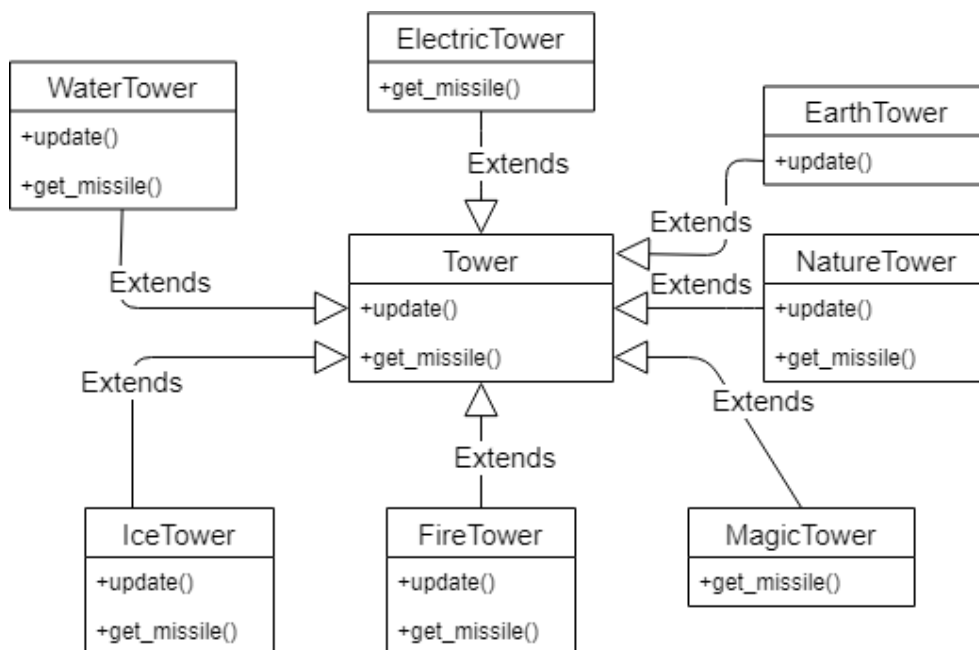 ElectricTower
+get_missile()
WaterTower
+update()
+get_missile()
EarthTower
+update()
Extends
Extends
Tower
+update()
+get_missile()
NatureTower
+update()
+get_missile()
Extends
Extends
Extends
Extends
Extends
IceTower
+update()
+get_missile()
FireTower
+update()
+get_missile()
MagicTower
+get_missile()